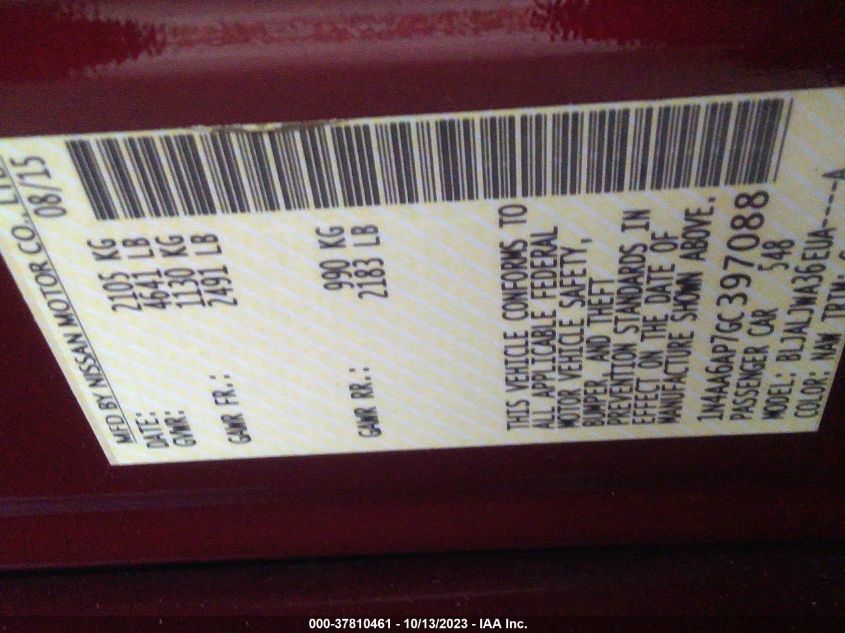 MFD BY NISSAN MOTOR CO., LTD.
DATE: 08/15
GVWR: 2105 KG
4641 LB
GAWR FR.: 1130 KG
2491 LB
GAWR RR.: 990 KG
2183 LB
THIS VEHICLE CONFORMS TO
ALL APPLICABLE FEDERAL
MOTOR VEHICLE SAFETY,
BUMPER, AND THEFT
PREVENTION STANDARDS IN
EFFECT ON THE DATE OF
MANUFACTURE SHOWN ABOVE.
1N4AA6AP7GC397088
PASSENGER CAR 548
MODEL: BLJALJWA36EUA----A
COLOR: NAW TRIM:
000-37810461 - 10/13/2023 - IAA Inc.